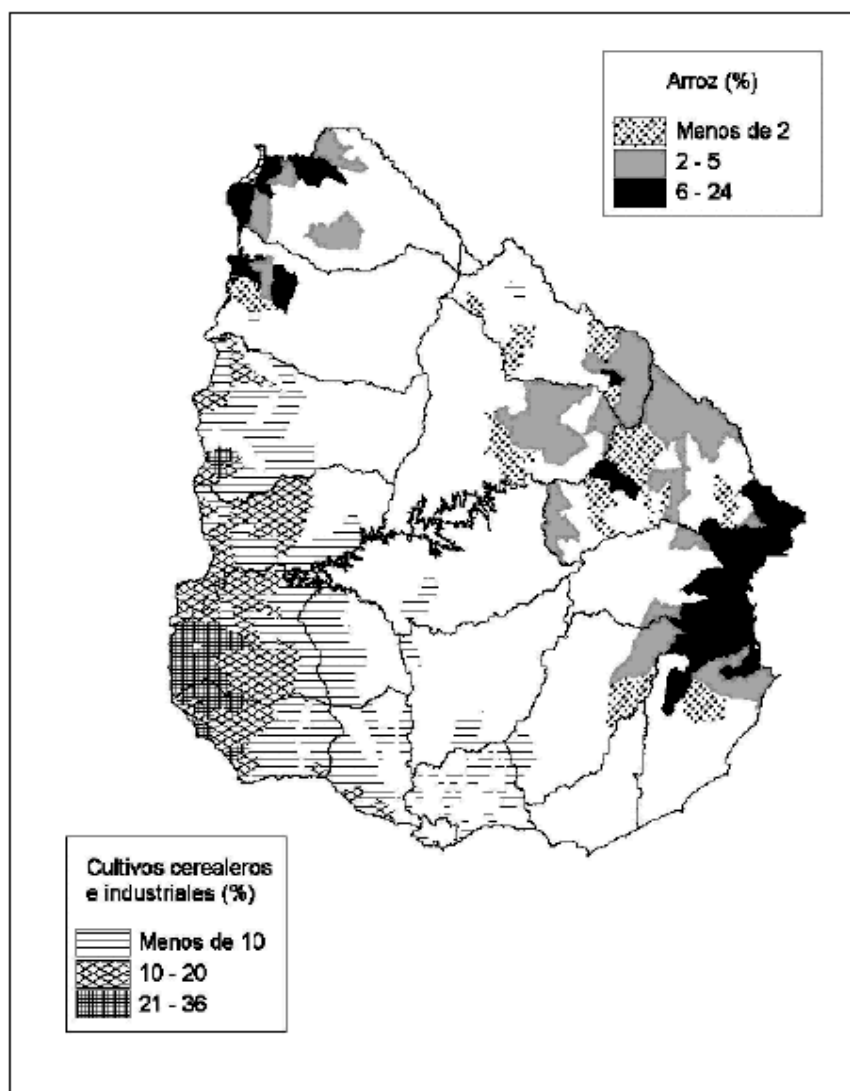 Arroz (%)
Menos de 2
2 - 5
6 - 24
Cultivos cerealeros
e industriales (%)
Menos de 10
10 - 20
21 - 36